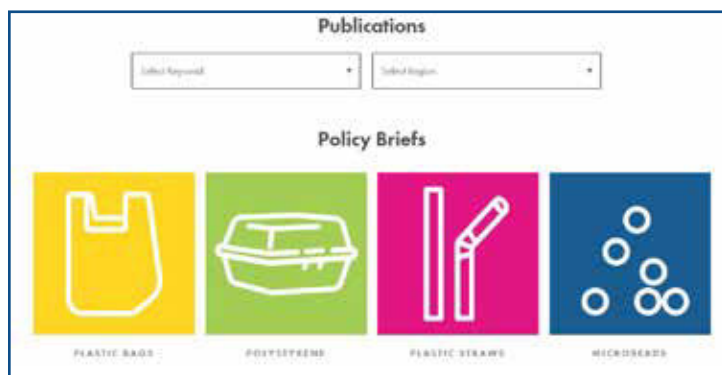 Publications
Select Keyword
Select Region
Policy Briefs
PLASTIC BAGS
POLYSTYRENE
PLASTIC STRAWS
MICROBEADS